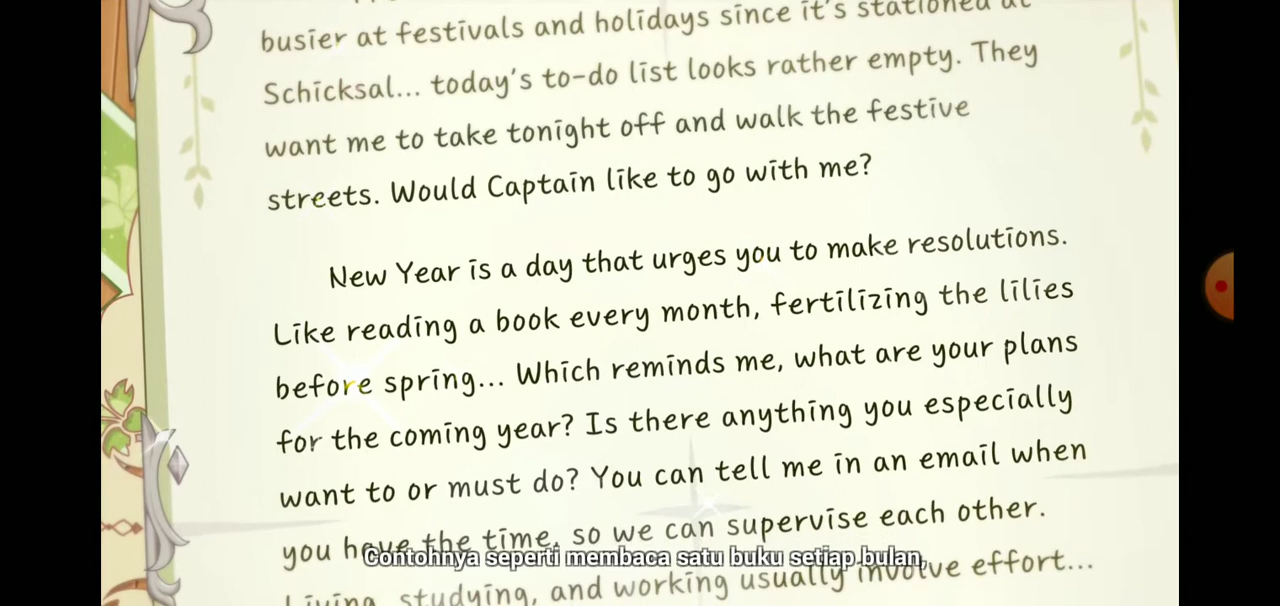 busier at festivals and holidays since it's stationed at
Schicksal... today's to-do list looks rather empty. They
want me to take tonight off and walk the festive
streets. Would Captain like to go with me?
New Year is a day that urges you to make resolutions.
Like reading a book every month, fertilizing the lilies
before spring... Which reminds me, what are your plans
for the coming year? Is there anything you especially
want to or must do? You can tell me in an email when
you have the time, so we can supervise each other.
Contohnya seperti membaca satu buku setiap bulan,
Living, studying, and working usually involve effort...